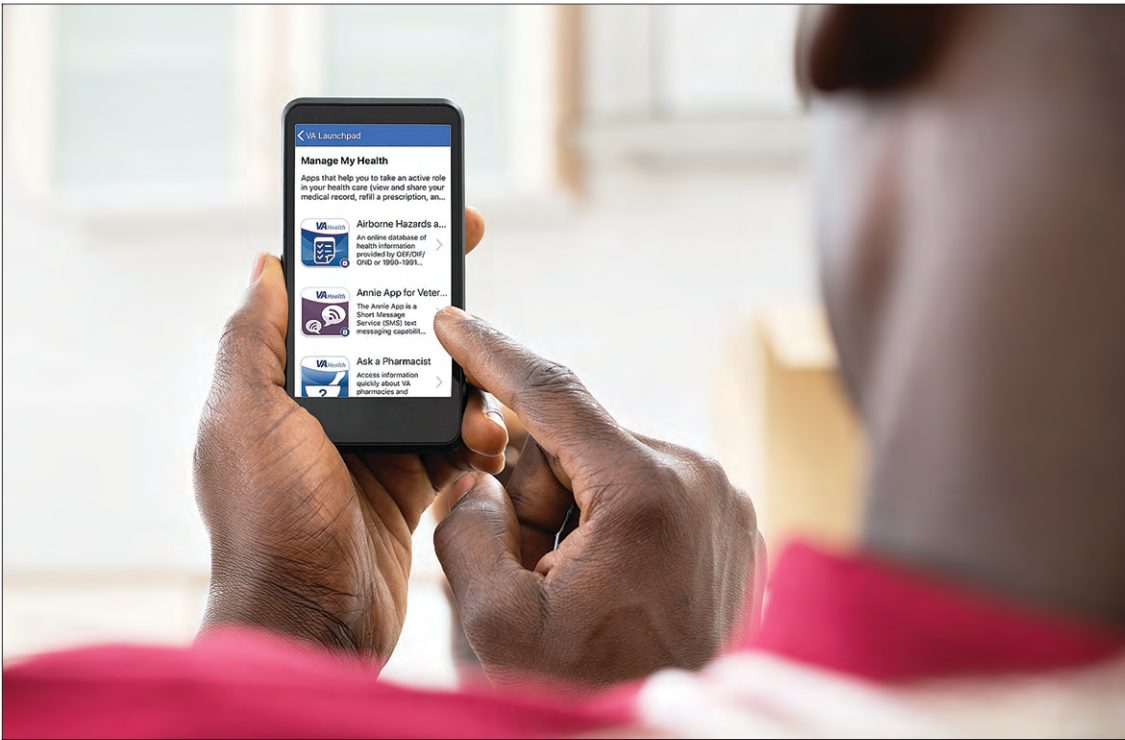 VA Launchpad
Manage My Health
Apps that help you to take an active role
in your health care (view and share your
medical record, refill a prescription, an...
VA Health
Airborne Hazards a...
An online database of
health information
provided by OEF/OIF/
OND or 1990-1991...
VA Health
Annie App for Veter...
The Annie App is a
Short Message
Service (SMS) text
messaging capabilit...
VA Health
?
Ask a Pharmacist
Access information
quickly about VA
pharmacies and